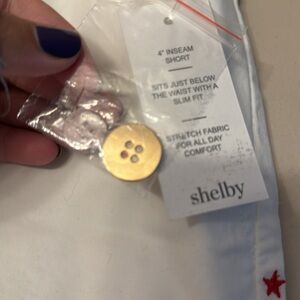 4" INSEAM
SHORT
SITS JUST BELOW
THE WAIST WITH A
SLIM FIT
STRETCH FABRIC
FOR ALL DAY
COMFORT
shelby